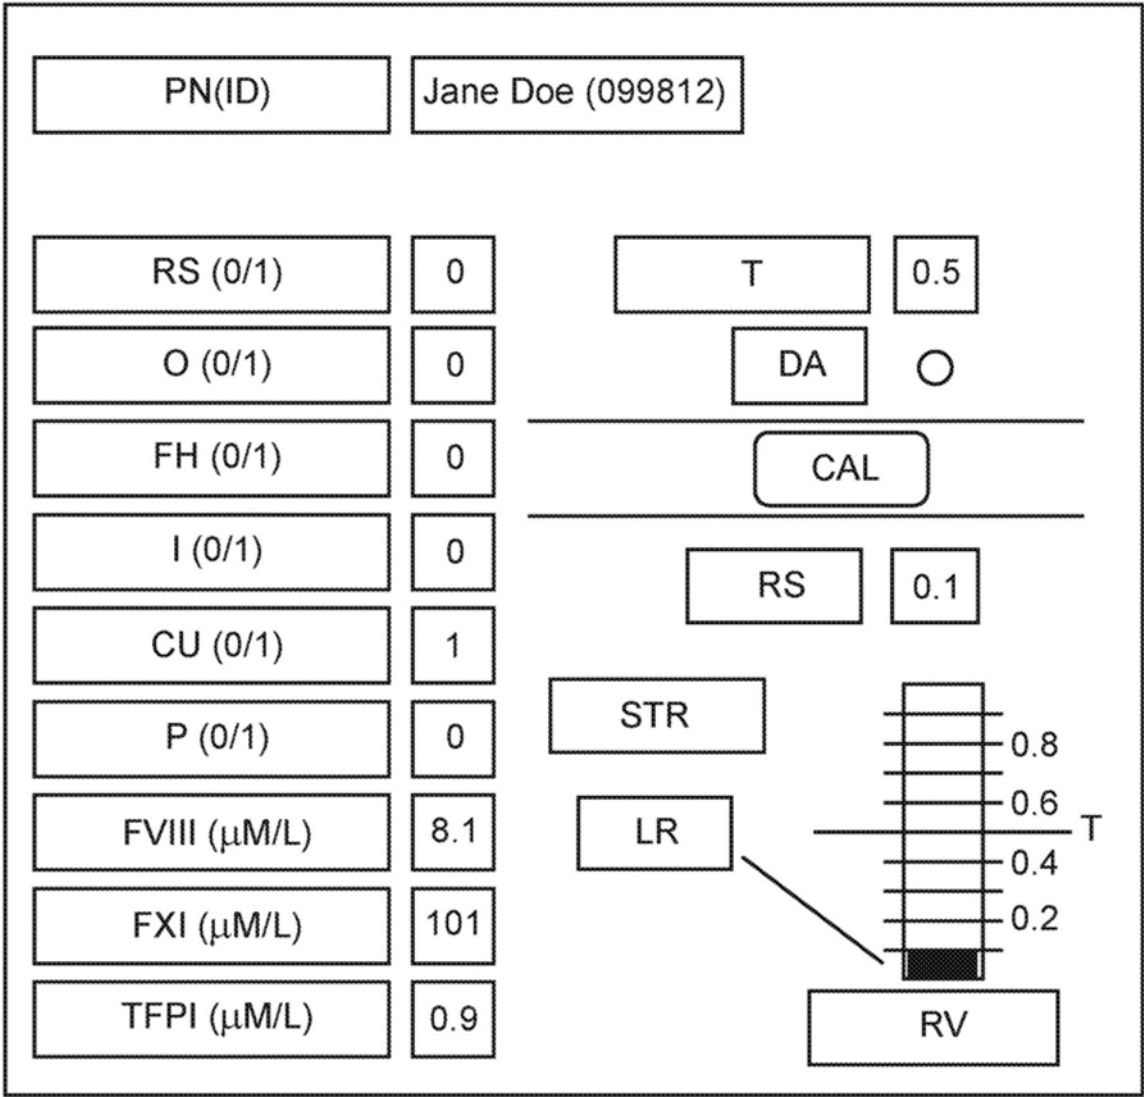 PN(ID) Jane Doe (099812)
RS (0/1) 0
O (0/1) 0
FH (0/1) 0
I (0/1) 0
CU (0/1) 1
P (0/1) 0
FVIII (μM/L) 8.1
FXI (μM/L) 101
TFPI (μM/L) 0.9
T 0.5
DA
CAL
RS 0.1
STR
LR
0.8
0.6
T
0.4
0.2
RV